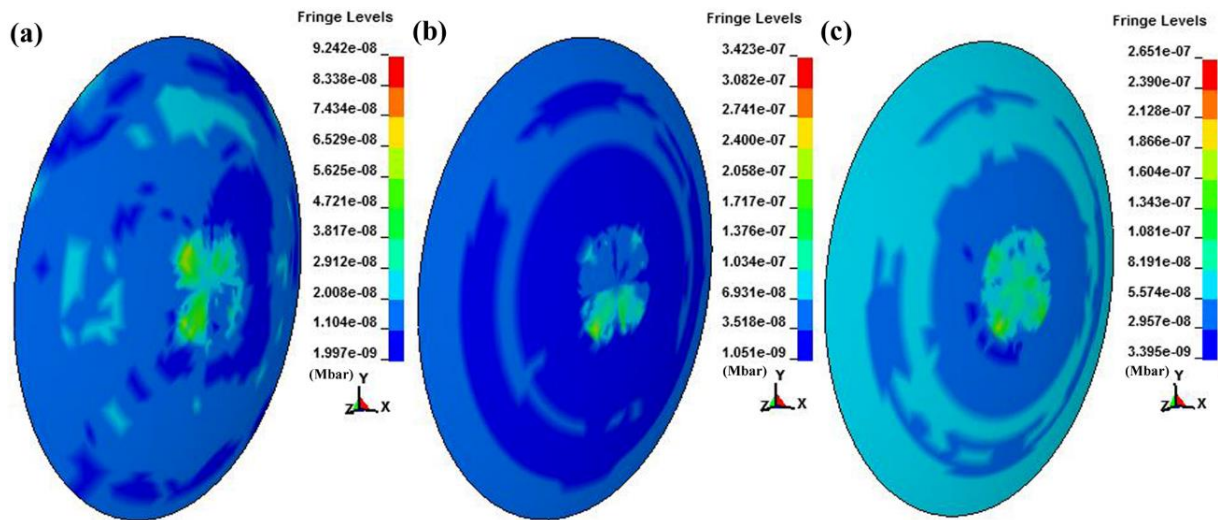 (a)
Fringe Levels
9.242e-08
8.338e-08
7.434e-08
6.529e-08
5.625e-08
4.721e-08
3.817e-08
2.912e-08
2.008e-08
1.104e-08
1.997e-09
(Mbar)
Y
Z X
(b)
Fringe Levels
3.423e-07
3.082e-07
2.741e-07
2.400e-07
2.058e-07
1.717e-07
1.376e-07
1.034e-07
6.931e-08
3.518e-08
1.051e-09
(Mbar)
Y
Z X
(c)
Fringe Levels
2.651e-07
2.390e-07
2.128e-07
1.866e-07
1.604e-07
1.343e-07
1.081e-07
8.191e-08
5.574e-08
2.957e-08
3.395e-09
(Mbar)
Y
Z X